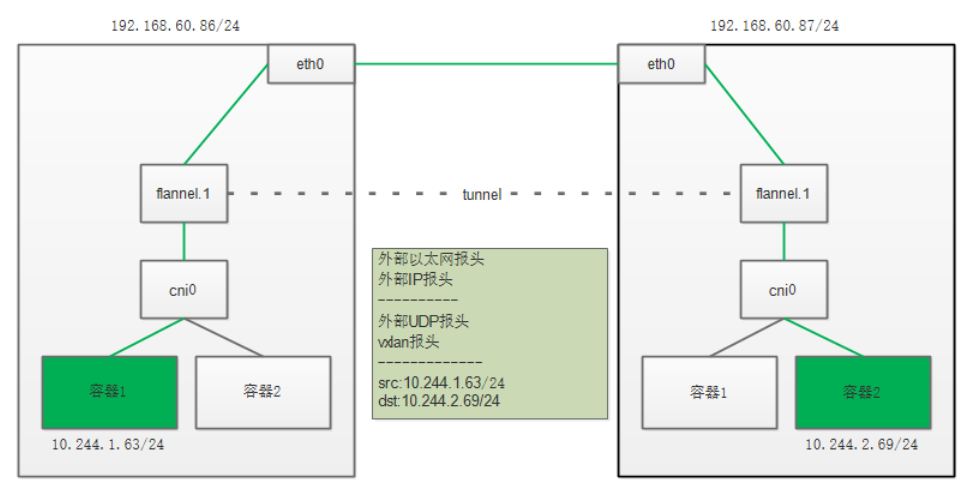 192.168.60.86/24
192.168.60.87/24
eth0
eth0
flannel.1
tunnel
flannel.1
外部以太网报头
外部IP报头
----------
外部UDP报头
vxlan报头
-------------
src:10.244.1.63/24
dst:10.244.2.69/24
cni0
cni0
容器1
容器2
容器1
容器2
10.244.1.63/24
10.244.2.69/24